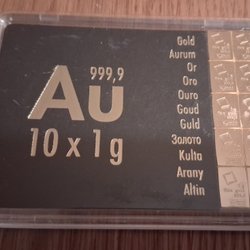 999,9
Au
10 x 1g
Gold
Aurum
Or
Oro
Ouro
Goud
Guld
Золото
Kulta
Arany
Altin